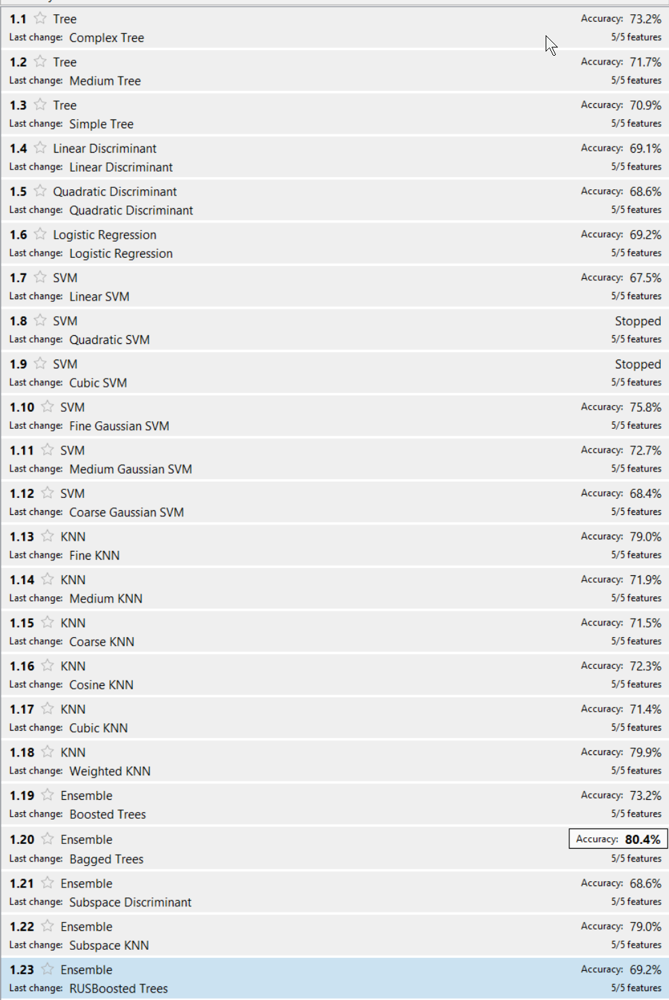 1.1 Tree Accuracy: 73.2%
Last change: Complex Tree 5/5 features
1.2 Tree Accuracy: 71.7%
Last change: Medium Tree 5/5 features
1.3 Tree Accuracy: 70.9%
Last change: Simple Tree 5/5 features
1.4 Linear Discriminant Accuracy: 69.1%
Last change: Linear Discriminant 5/5 features
1.5 Quadratic Discriminant Accuracy: 68.6%
Last change: Quadratic Discriminant 5/5 features
1.6 Logistic Regression Accuracy: 69.2%
Last change: Logistic Regression 5/5 features
1.7 SVM Accuracy: 67.5%
Last change: Linear SVM 5/5 features
1.8 SVM Stopped
Last change: Quadratic SVM 5/5 features
1.9 SVM Stopped
Last change: Cubic SVM 5/5 features
1.10 SVM Accuracy: 75.8%
Last change: Fine Gaussian SVM 5/5 features
1.11 SVM Accuracy: 72.7%
Last change: Medium Gaussian SVM 5/5 features
1.12 SVM Accuracy: 68.4%
Last change: Coarse Gaussian SVM 5/5 features
1.13 KNN Accuracy: 79.0%
Last change: Fine KNN 5/5 features
1.14 KNN Accuracy: 71.9%
Last change: Medium KNN 5/5 features
1.15 KNN Accuracy: 71.5%
Last change: Coarse KNN 5/5 features
1.16 KNN Accuracy: 72.3%
Last change: Cosine KNN 5/5 features
1.17 KNN Accuracy: 71.4%
Last change: Cubic KNN 5/5 features
1.18 KNN Accuracy: 79.9%
Last change: Weighted KNN 5/5 features
1.19 Ensemble Accuracy: 73.2%
Last change: Boosted Trees 5/5 features
1.20 Ensemble Accuracy: 80.4%
Last change: Bagged Trees 5/5 features
1.21 Ensemble Accuracy: 68.6%
Last change: Subspace Discriminant 5/5 features
1.22 Ensemble Accuracy: 79.0%
Last change: Subspace KNN 5/5 features
1.23 Ensemble Accuracy: 69.2%
Last change: RUSBoosted Trees 5/5 features